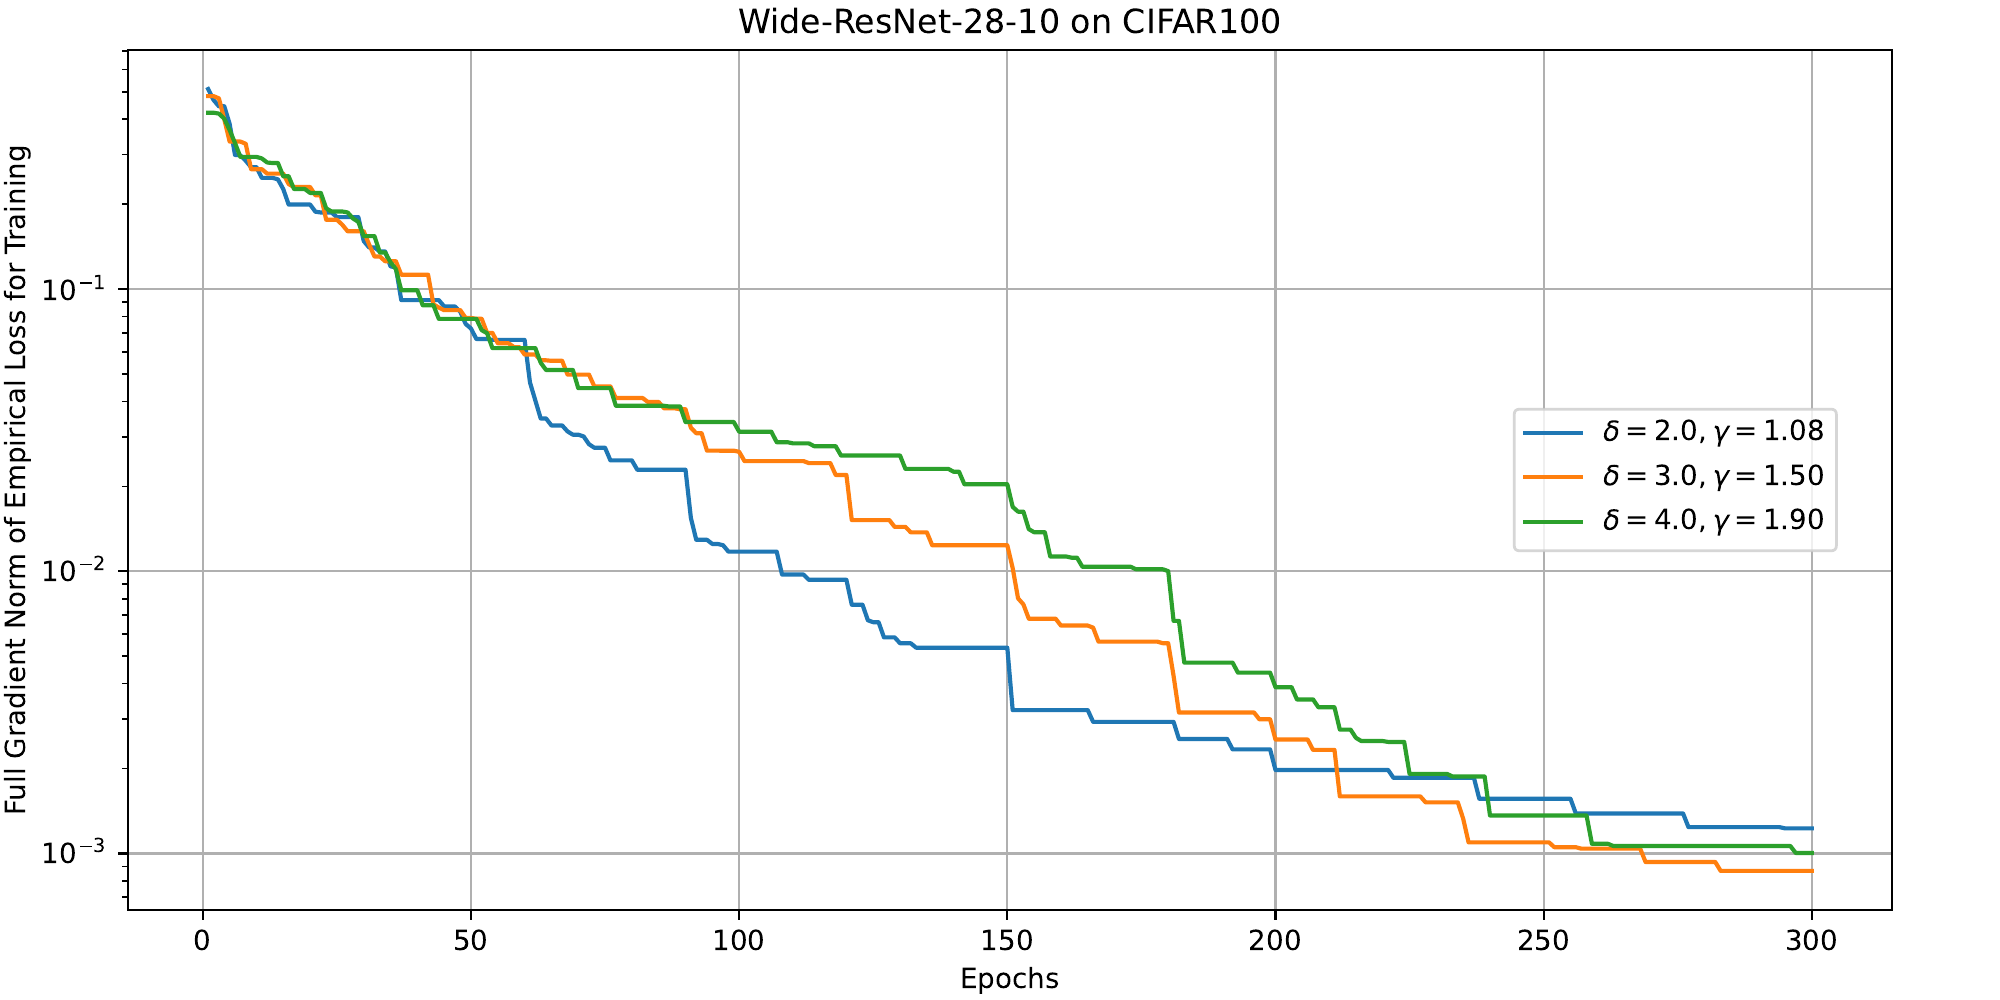 Wide-ResNet-28-10 on CIFAR100
Full Gradient Norm of Empirical Loss for Training
10⁻¹
10⁻²
10⁻³
δ = 2.0, γ = 1.08
δ = 3.0, γ = 1.50
δ = 4.0, γ = 1.90
0 50 100 150 200 250 300
Epochs